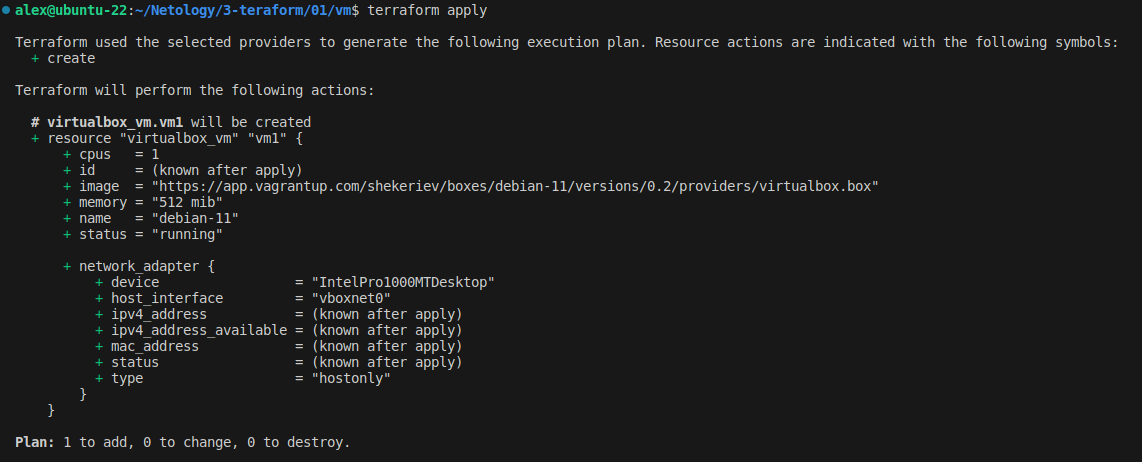 alex@ubuntu-22:~/Netology/3-teraform/01/vm$ terraform apply
Terraform used the selected providers to generate the following execution plan. Resource actions are indicated with the following symbols:
+ create
Terraform will perform the following actions:
# virtualbox_vm.vm1 will be created
+ resource "virtualbox_vm" "vm1" {
+ cpus   = 1
+ id     = (known after apply)
+ image  = "https://app.vagrantup.com/shekeriev/boxes/debian-11/versions/0.2/providers/virtualbox.box"
+ memory = "512 mib"
+ name   = "debian-11"
+ status = "running"
+ network_adapter {
+ device                 = "IntelPro1000MTDesktop"
+ host_interface         = "vboxnet0"
+ ipv4_address           = (known after apply)
+ ipv4_address_available = (known after apply)
+ mac_address            = (known after apply)
+ status                 = (known after apply)
+ type                   = "hostonly"
}
}
Plan: 1 to add, 0 to change, 0 to destroy.